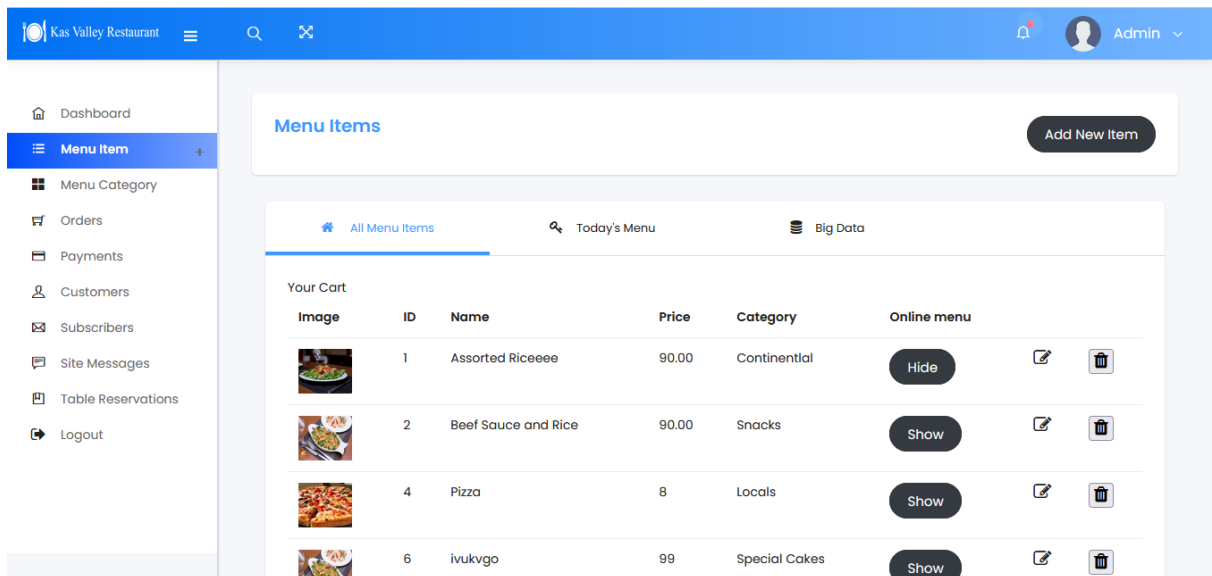 Kas Valley Restaurant
Admin
Dashboard
Menu Item
Menu Category
Orders
Payments
Customers
Subscribers
Site Messages
Table Reservations
Logout
Menu Items
Add New Item
All Menu Items Today's Menu Big Data
Your Cart
Image ID Name Price Category Online menu
1 Assorted Riceeee 90.00 Continentlal Hide
2 Beef Sauce and Rice 90.00 Snacks Show
4 Pizza 8 Locals Show
6 ivukvgo 99 Special Cakes Show